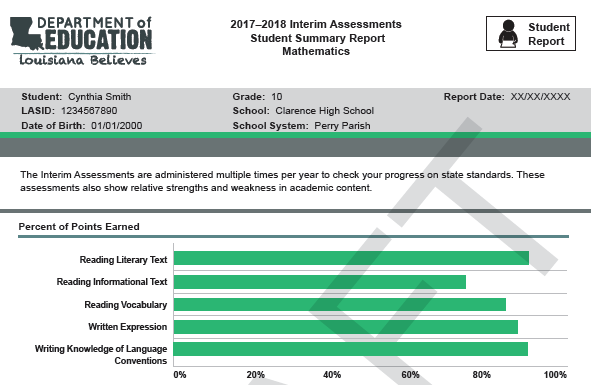 DEPARTMENT of
EDUCATION
Louisiana Believes
2017–2018 Interim Assessments
Student Summary Report
Mathematics
Student
Report
Student: Cynthia Smith
Grade: 10
Report Date: XX/XX/XXXX
LASID: 1234567890
School: Clarence High School
Date of Birth: 01/01/2000
School System: Perry Parish
The Interim Assessments are administered multiple times per year to check your progress on state standards. These
assessments also show relative strengths and weakness in academic content.
Percent of Points Earned
Reading Literary Text
Reading Informational Text
Reading Vocabulary
Written Expression
Writing Knowledge of Language
Conventions
0% 20% 40% 60% 80% 100%